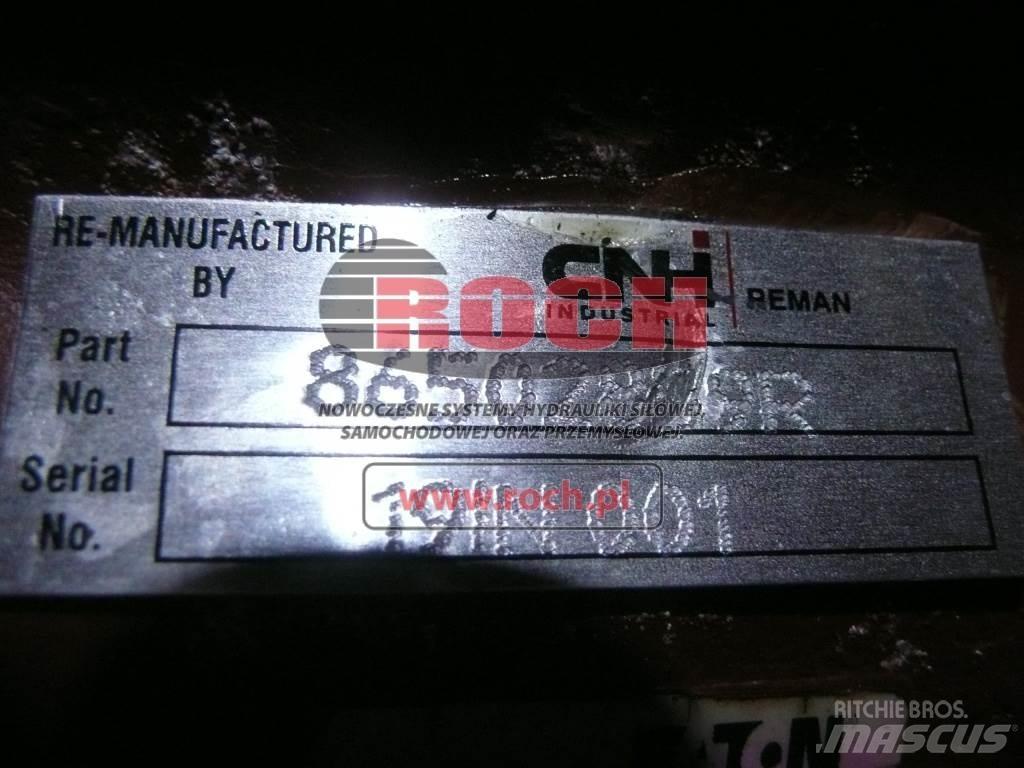 RE-MANUFACTURED
BY
CNH
INDUSTRIAL
REMAN
ROCH
Part
No.
NOWOCZESNE SYSTEMY HYDRAULIKI SIŁOWEJ,
SAMOCHODOWEJ ORAZ PRZEMYSŁOWEJ.
Serial
No.
www.roch.pl
EATON
RITCHIE BROS.
MASCUS